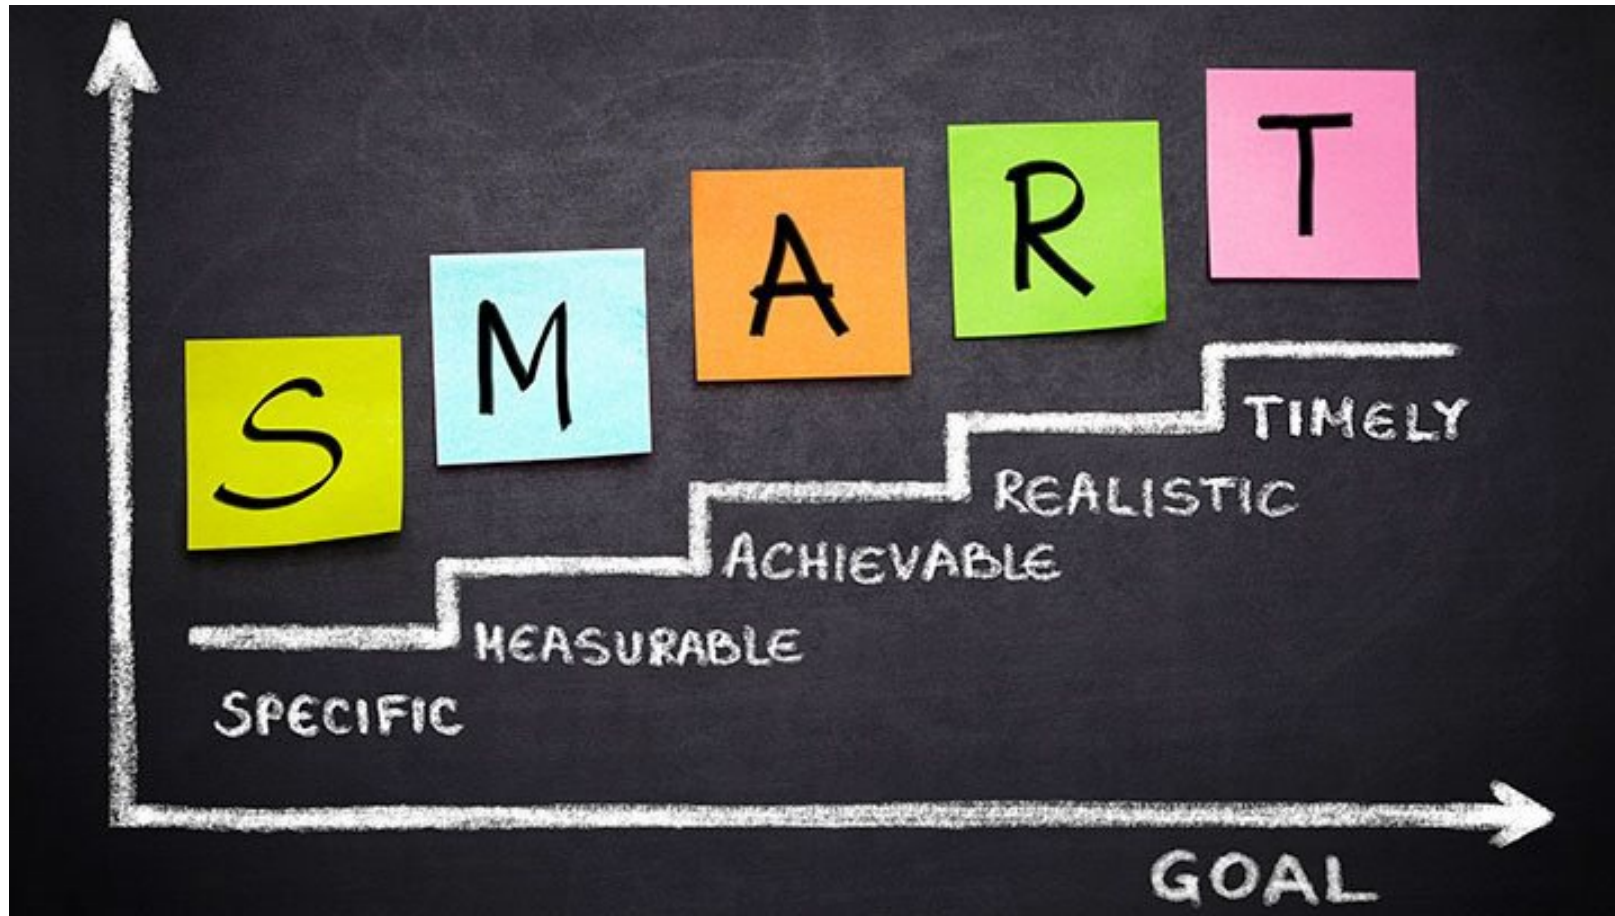 S M A R T
SPECIFIC
MEASURABLE
ACHIEVABLE
REALISTIC
TIMELY
GOAL